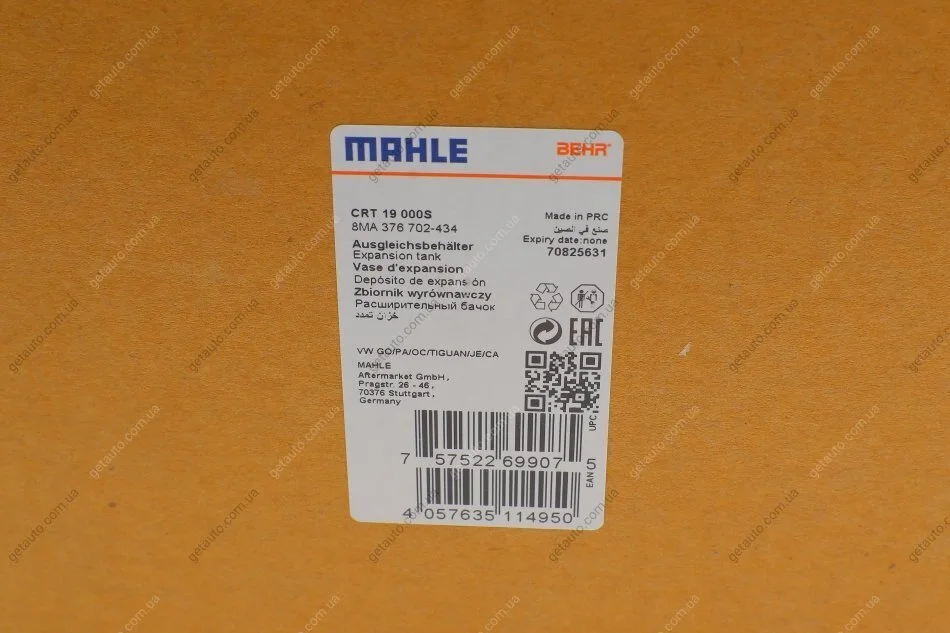 MAHLE
BEHR
CRT 19 000S
8MA 376 702-434
Ausgleichsbehälter
Expansion tank
Vase d'expansion
Depósito de expansión
Zbiornik wyrównawczy
Расширительный бачок
خزان تمدد
Made in PRC
صنع في الصين
Expiry date:none
70825631
EAC
VW GO/PA/OC/TIGUAN/JE/CA
MAHLE
Aftermarket GmbH,
Pragstr. 26 - 46,
70376 Stuttgart,
Germany
UPC
7 57522 69907 5
EAN
4 057635 114950
getauto.com.ua